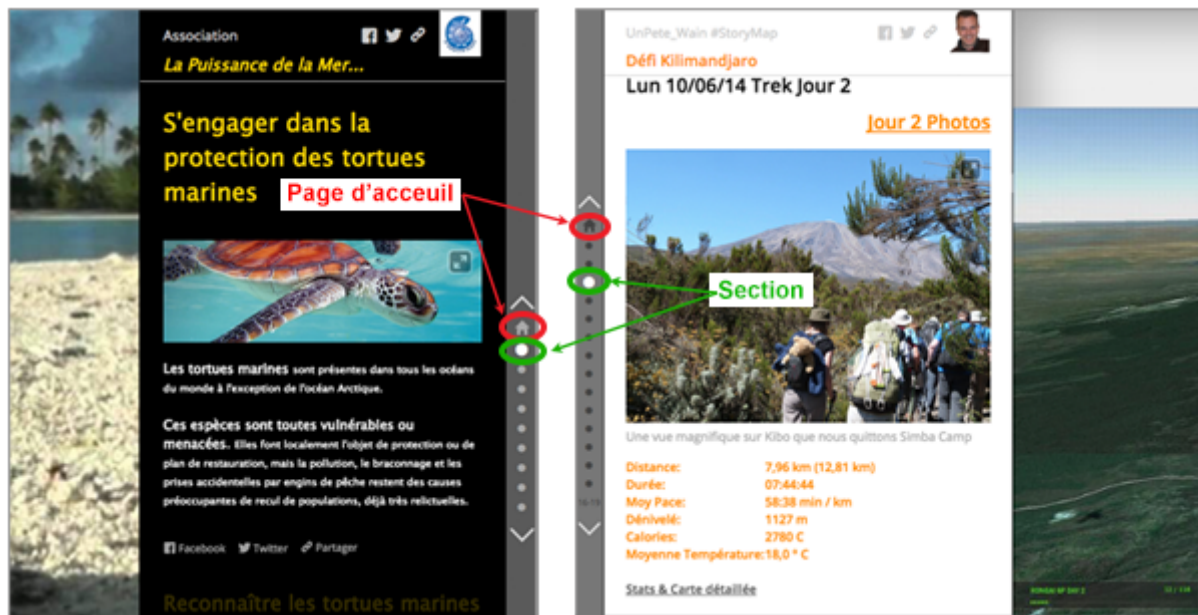 Association
La Puissance de la Mer...
S'engager dans la
protection des tortues
marines
Page d'acceuil
Les tortues marines sont présentes dans tous les océans
du monde à l'exception de l'océan Arctique.
Ces espèces sont toutes vulnérables ou
menacées. Elles font localement l'objet de protection ou de
plan de restauration, mais la pollution, le braconnage et les
prises accidentelles par engins de pêche restent des causes
préoccupantes de recul de populations, déjà très relictuelles.
Facebook Twitter Partager
Reconnaître les tortues marines
UnPete_Wain #StoryMap
Défi Kilimandjaro
Lun 10/06/14 Trek Jour 2
Jour 2 Photos
Section
Une vue magnifique sur Kibo que nous quittons Simba Camp
Distance: 7,96 km (12,81 km)
Durée: 07:44:44
Moy Pace: 58:38 min / km
Dénivelé: 1127 m
Calories: 2780 C
Moyenne Température: 18,0 ° C
Stats & Carte détaillée
16-19